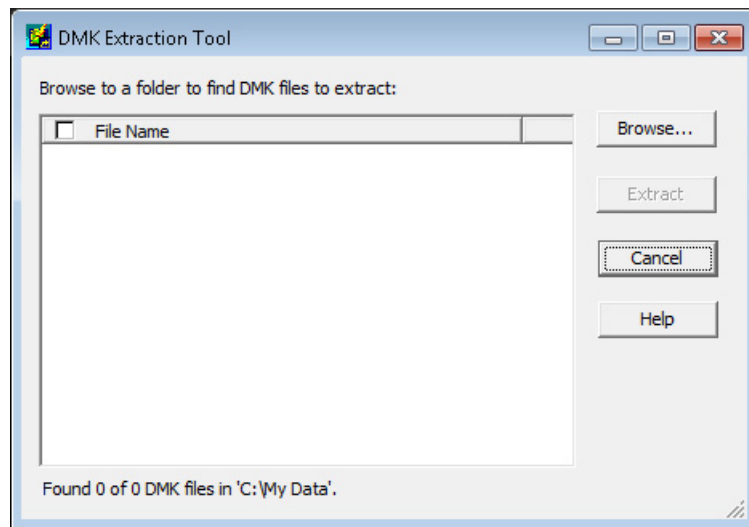 DMK Extraction Tool
Browse to a folder to find DMK files to extract:
File Name
Browse...
Extract
Cancel
Help
Found 0 of 0 DMK files in 'C:\My Data'.